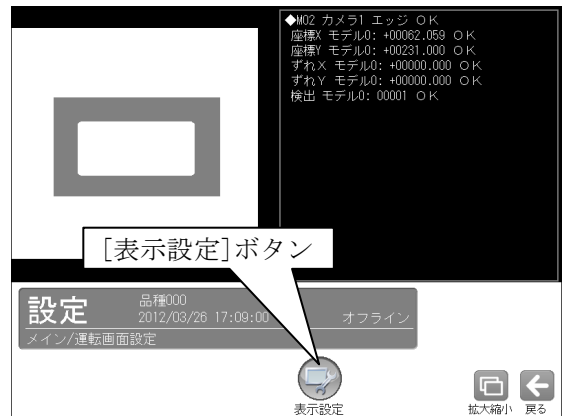 ◆M02 カメラ1 エッジ OK
座標X モデル0: +00062.059 OK
座標Y モデル0: +00231.000 OK
ずれX モデル0: +00000.000 OK
ずれY モデル0: +00000.000 OK
検出 モデル0: 00001 OK
[表示設定]ボタン
設定
品種000
2012/03/26 17:09:00
オフライン
メイン/運転画面設定
表示設定
拡大縮小
戻る